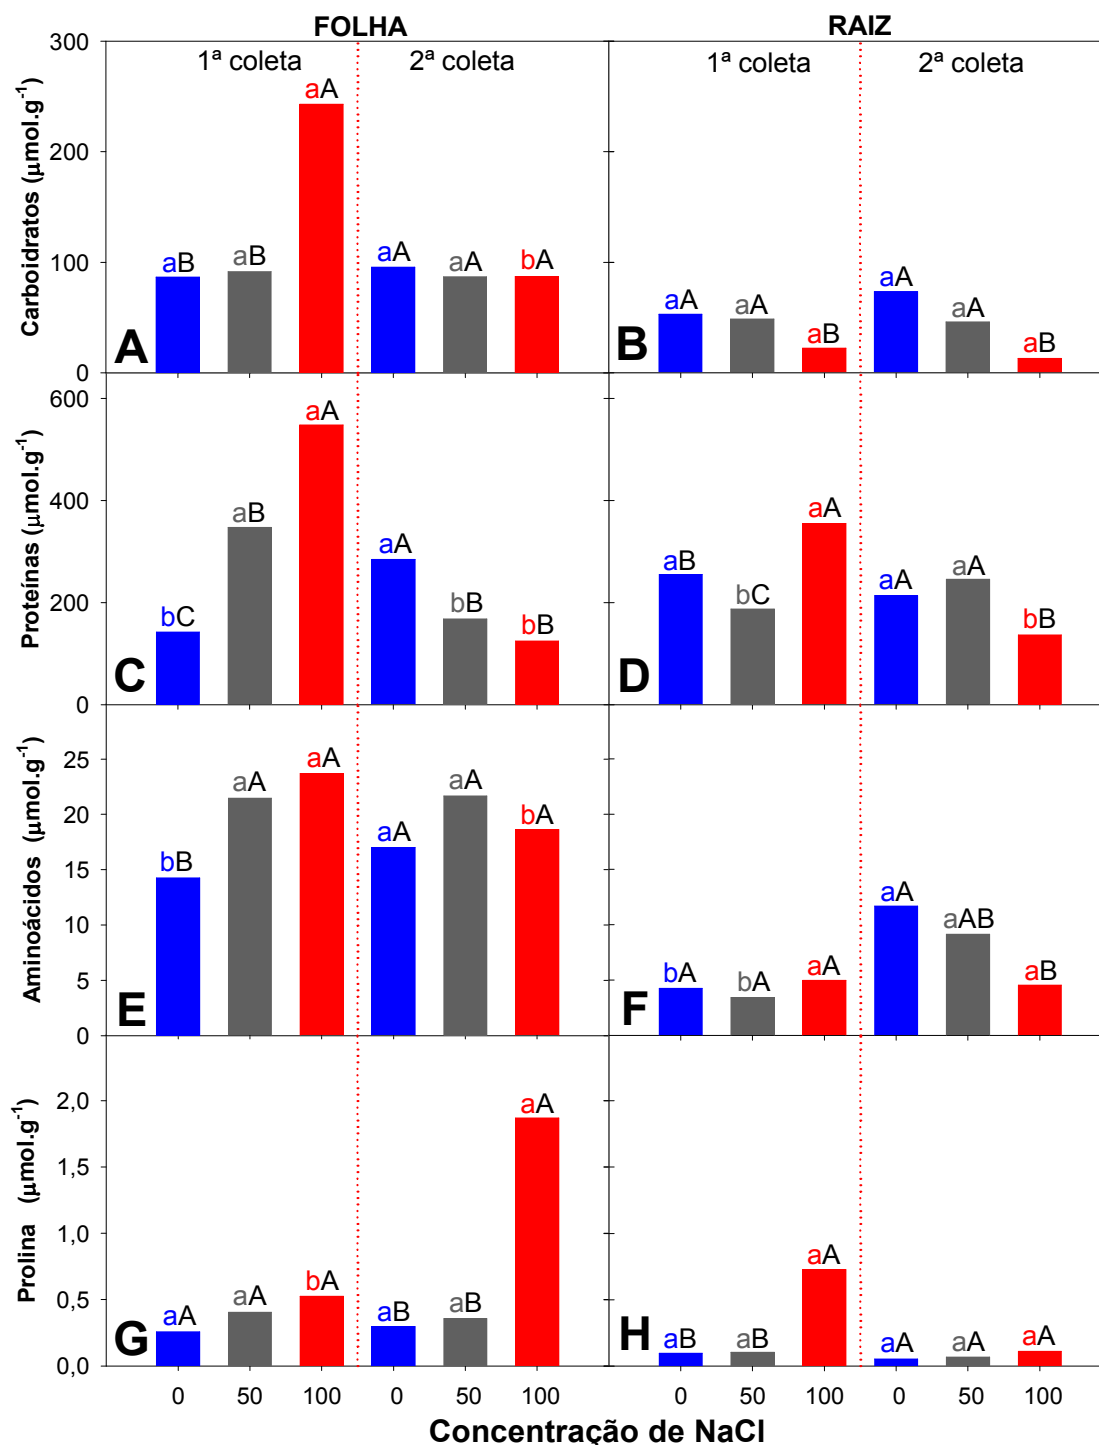 FOLHA RAIZ
1ª coleta 2ª coleta 1ª coleta 2ª coleta
Carboidratos (μmol.g⁻¹)
300
200
100
0
aB aB aA aA aA bA
A
aA aA aB aA aA aB
B
Proteínas (μmol.g⁻¹)
600
400
200
0
bC aB aA aA bB bB
C
aB bC aA aA aA bB
D
Aminoácidos (μmol.g⁻¹)
25
20
15
10
5
0
bB aA aA aA aA bA
E
bA bA aA aA aAB aB
F
Prolina (μmol.g⁻¹)
2,0
1,5
1,0
0,5
0,0
aA aA bA aB aB aA
G
aB aB aA aA aA aA
H
0 50 100 0 50 100 0 50 100 0 50 100
Concentração de NaCl